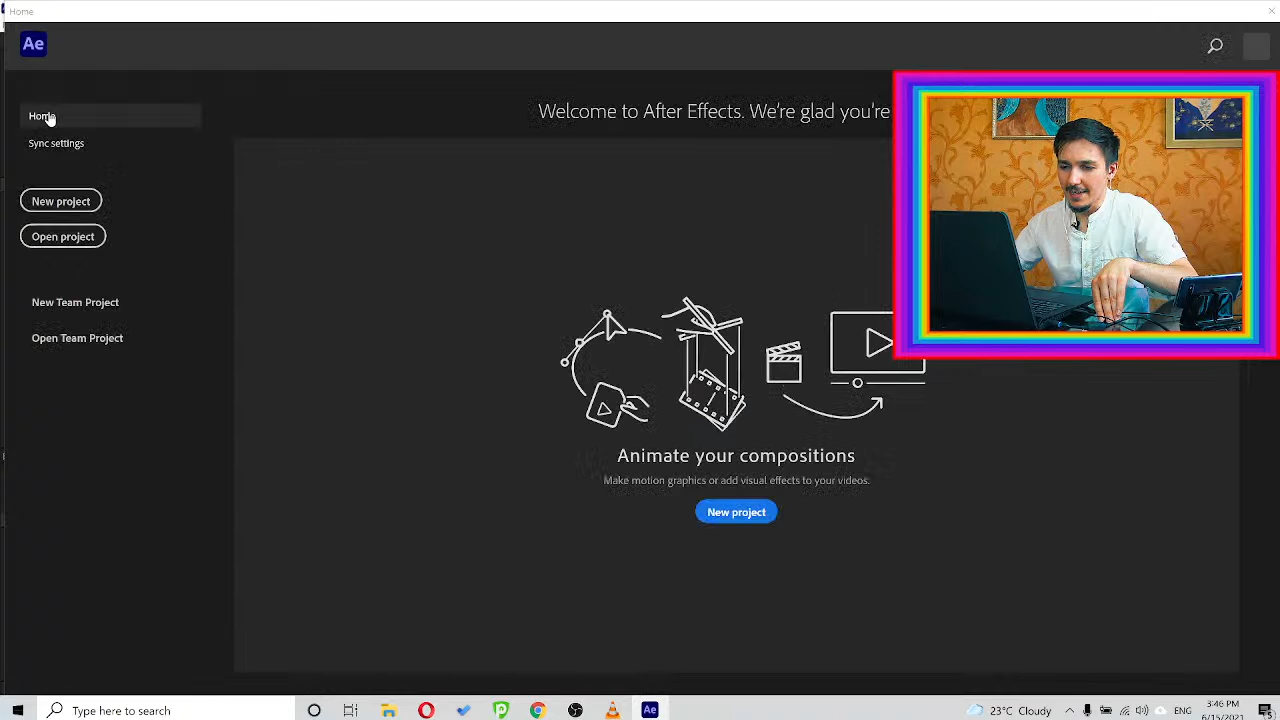 Home
Ae
Home
Sync settings
Welcome to After Effects. We're glad you're
New project
Open project
New Team Project
Open Team Project
Animate your compositions
Make motion graphics or add visual effects to your videos.
New project
Type here to search
Ae
23°C Cloudy
3:46 PM